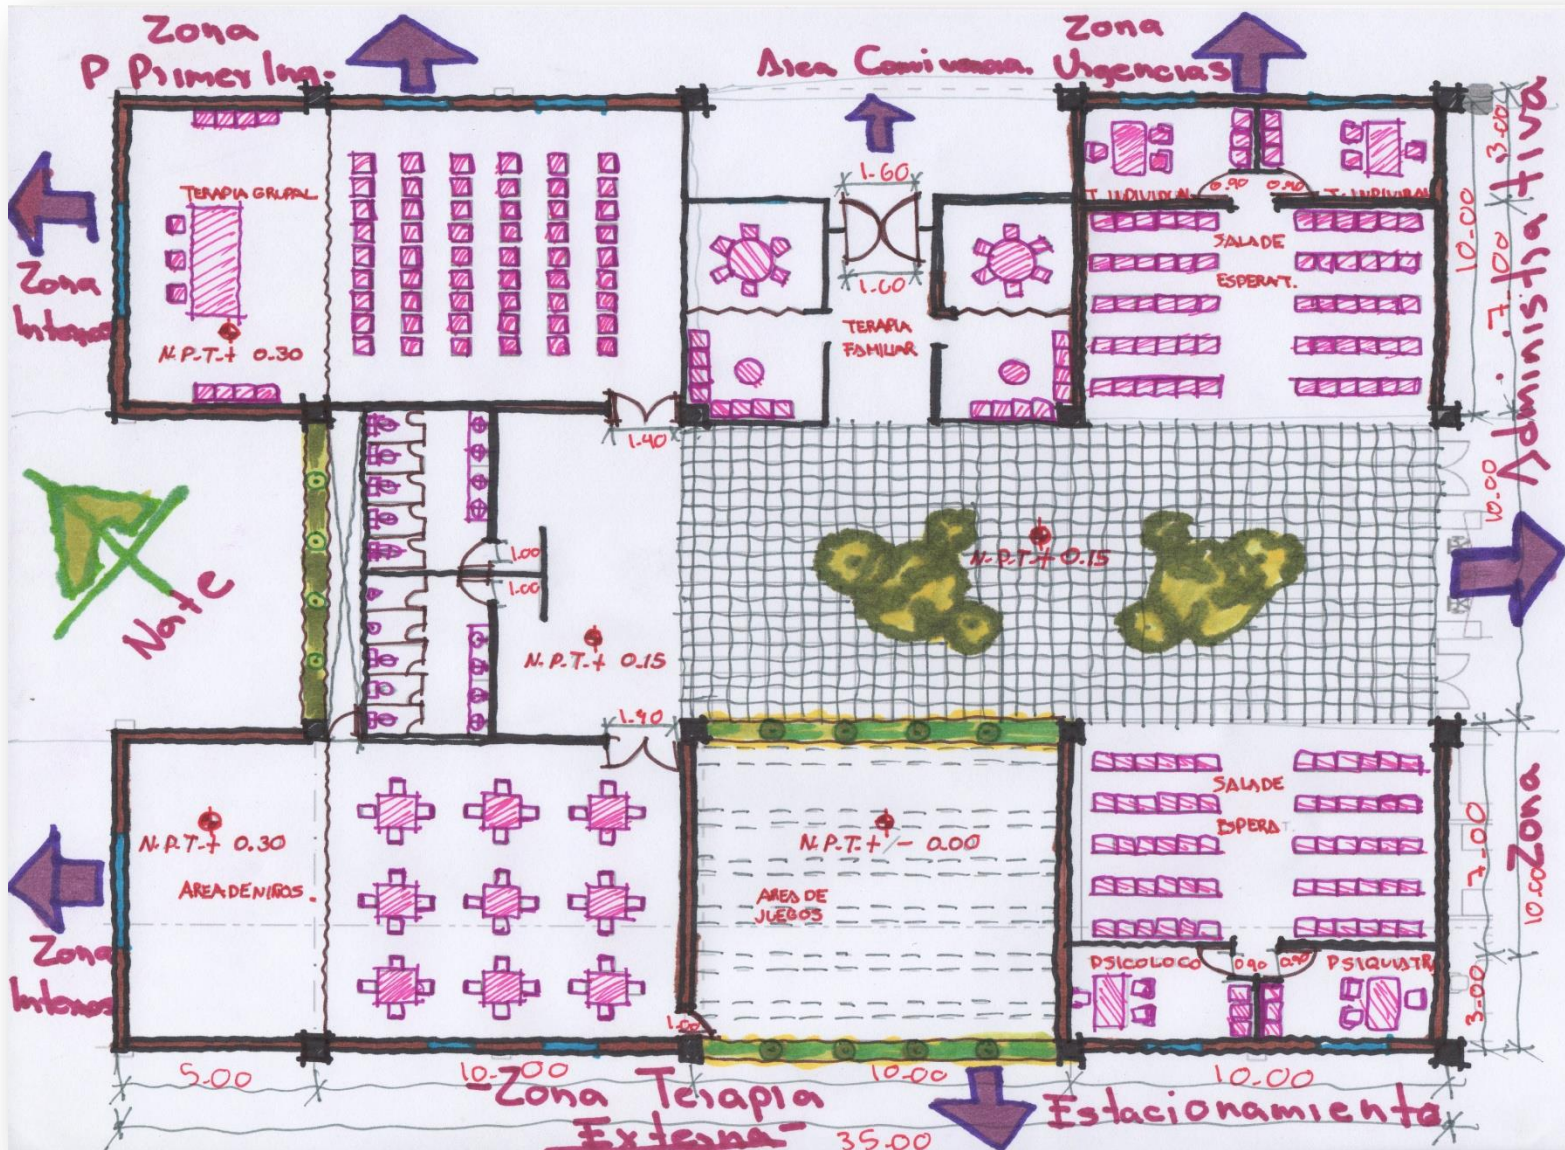 Zona
P Primer Ing.
Area Convivencia.
Zona
Urgencias
Zona Administrativa
Zona
Internos
TERAPIA GRUPAL
N.P.T.+ 0.30
1.60
1.60
TERAPIA
FAMILIAR
T. INDIVIDUAL
0.90
0.90
T. INDIVIDUAL
SALA DE
ESPERA T.
3.00
7.00
10.00
1.40
Norte
1.00
1.00
N.P.T.+ 0.15
N.P.T.+ 0.15
10.00
1.40
N.P.T.+ 0.30
AREA DE NIÑOS.
N.P.T.+/- 0.00
AREA DE
JUEGOS
SALA DE
ESPERA T
7.00
10.00
3.00
Zona
Internos
PSICOLOGO
0.90
0.90
PSIQUIATR
1.00
5.00
10.00
10.00
10.00
-Zona Terapia
Externa-
35.00
Estacionamiento